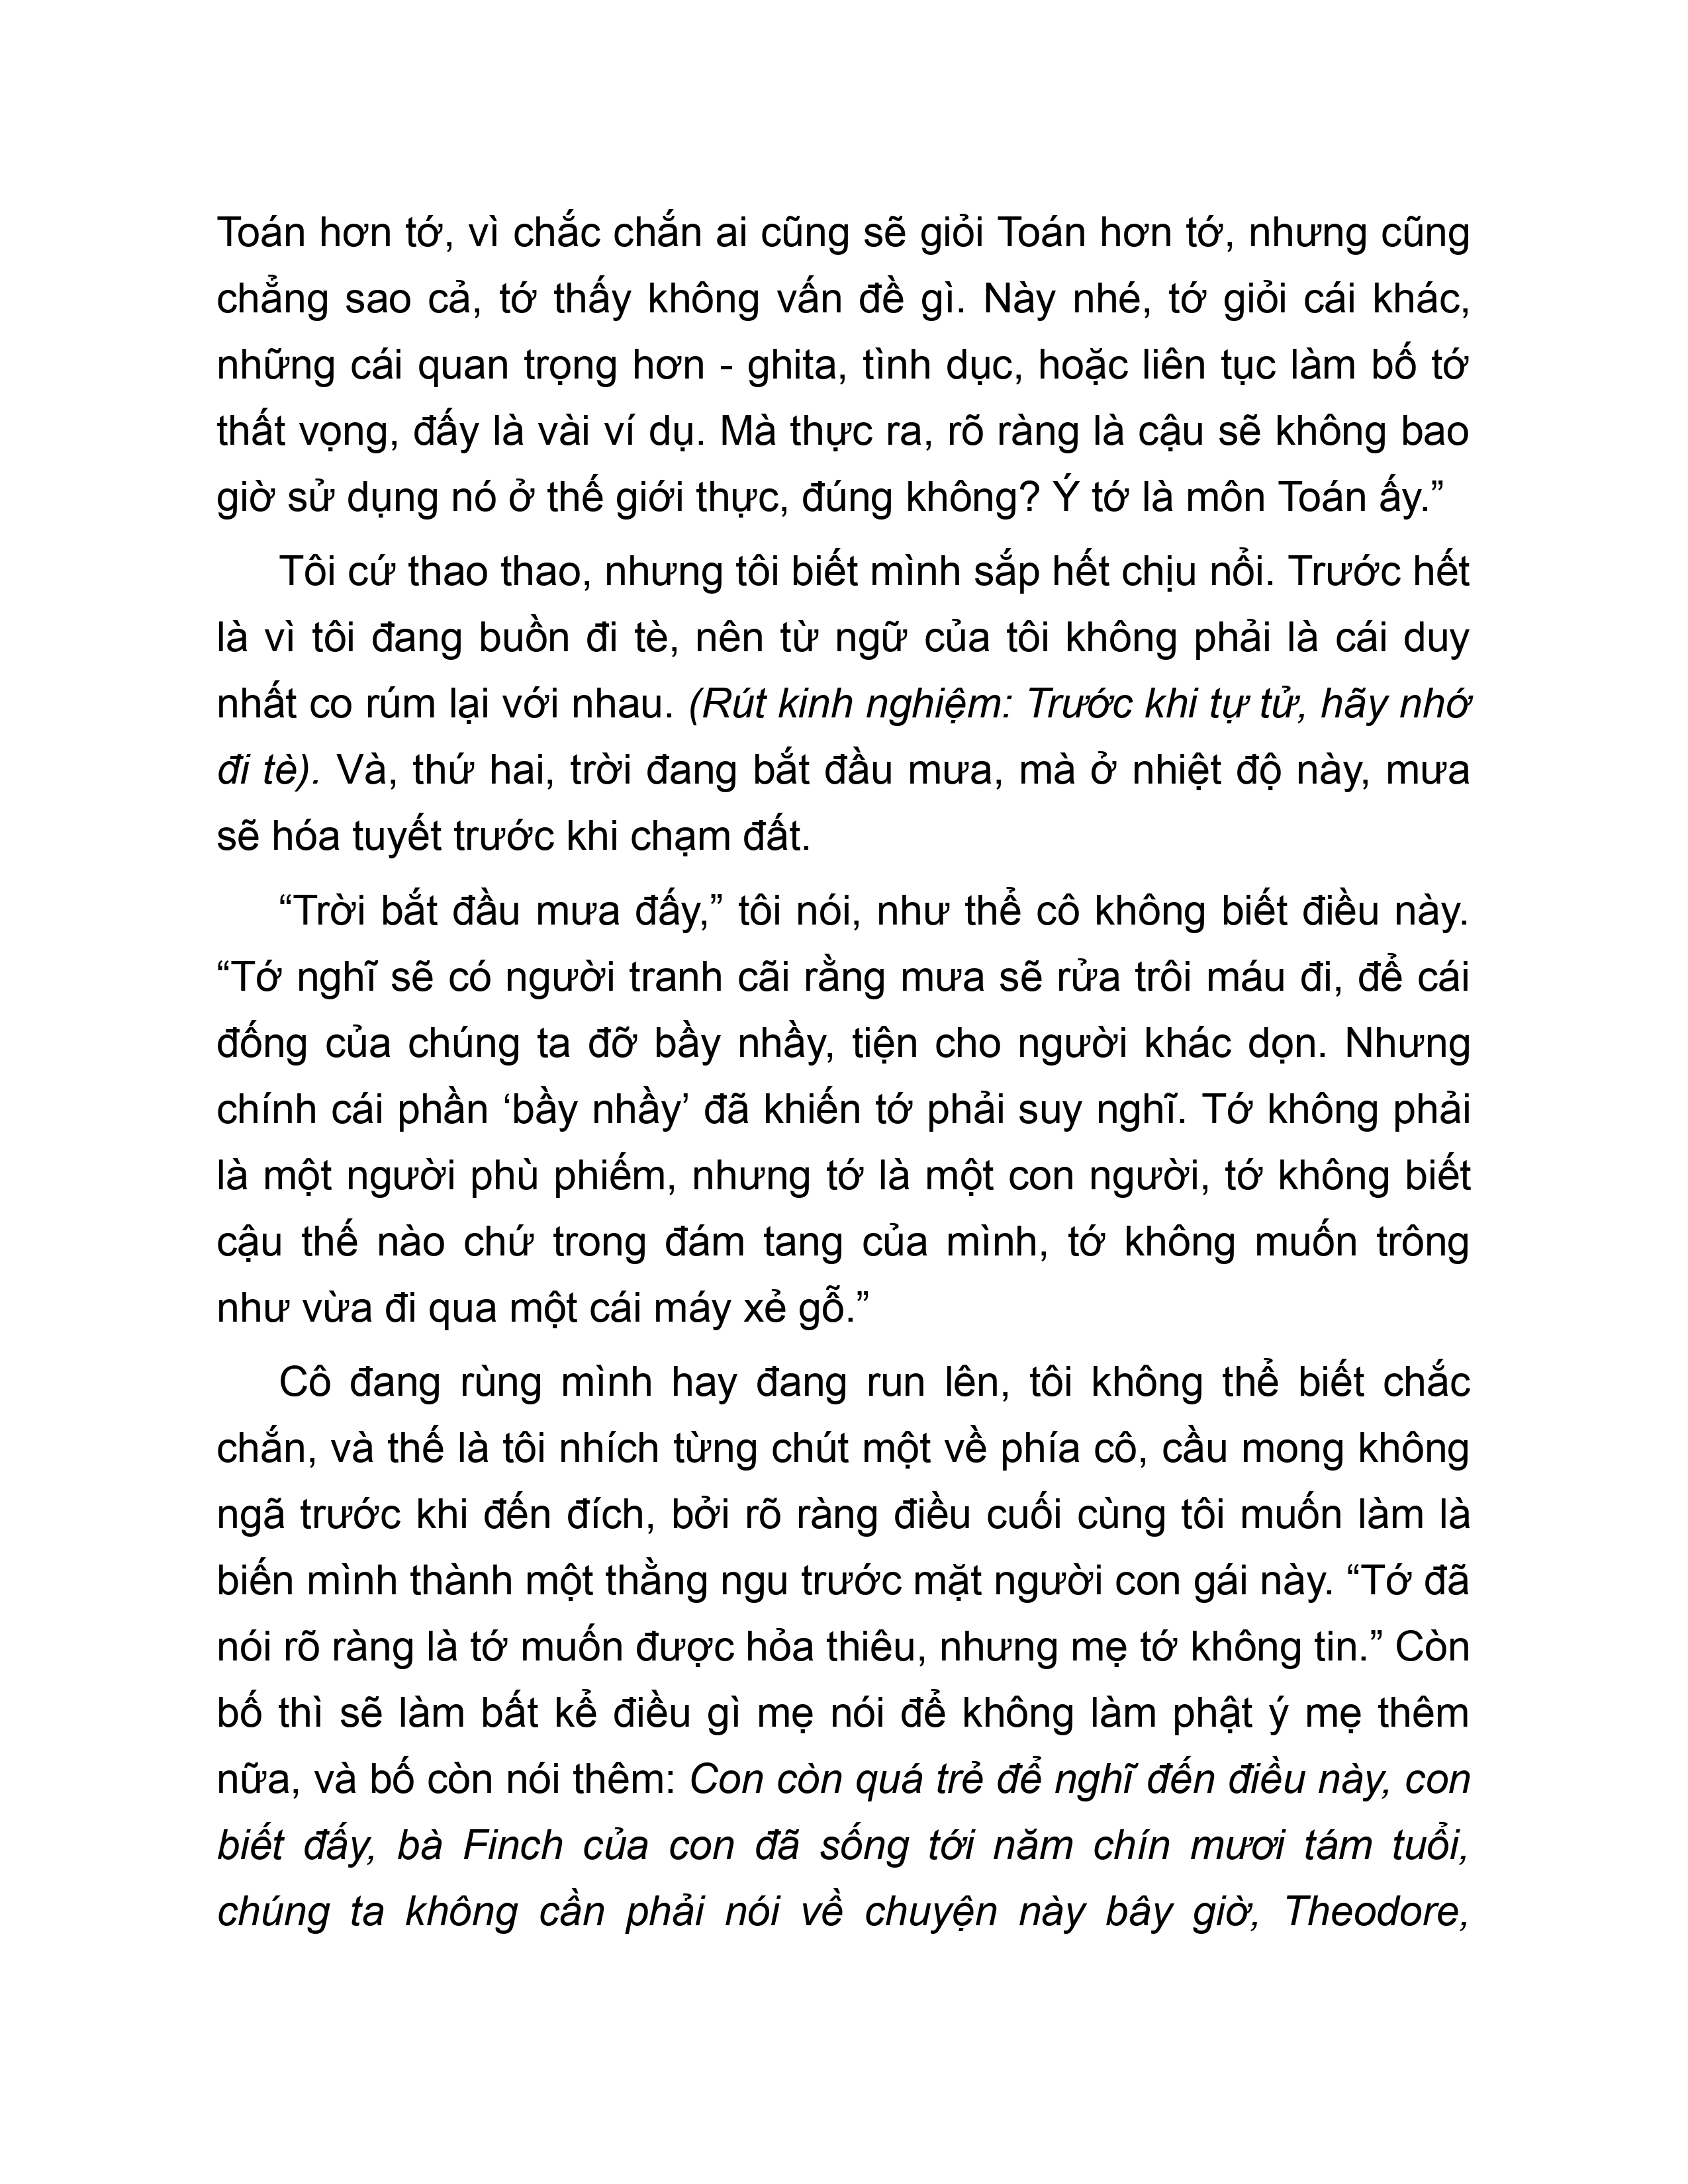 Toán hơn tớ, vì chắc chắn ai cũng sẽ giỏi Toán hơn tớ, nhưng cũng
chẳng sao cả, tớ thấy không vấn đề gì. Này nhé, tớ giỏi cái khác,
những cái quan trọng hơn - ghita, tình dục, hoặc liên tục làm bố tớ
thất vọng, đấy là vài ví dụ. Mà thực ra, rõ ràng là cậu sẽ không bao
giờ sử dụng nó ở thế giới thực, đúng không? Ý tớ là môn Toán ấy.”
Tôi cứ thao thao, nhưng tôi biết mình sắp hết chịu nổi. Trước hết
là vì tôi đang buồn đi tè, nên từ ngữ của tôi không phải là cái duy
nhất co rúm lại với nhau. (Rút kinh nghiệm: Trước khi tự tử, hãy nhớ
đi tè). Và, thứ hai, trời đang bắt đầu mưa, mà ở nhiệt độ này, mưa
sẽ hóa tuyết trước khi chạm đất.
“Trời bắt đầu mưa đấy,” tôi nói, như thể cô không biết điều này.
“Tớ nghĩ sẽ có người tranh cãi rằng mưa sẽ rửa trôi máu đi, để cái
đống của chúng ta đỡ bầy nhầy, tiện cho người khác dọn. Nhưng
chính cái phần ‘bầy nhầy’ đã khiến tớ phải suy nghĩ. Tớ không phải
là một người phù phiếm, nhưng tớ là một con người, tớ không biết
cậu thế nào chứ trong đám tang của mình, tớ không muốn trông
như vừa đi qua một cái máy xẻ gỗ.”
Cô đang rùng mình hay đang run lên, tôi không thể biết chắc
chắn, và thế là tôi nhích từng chút một về phía cô, cầu mong không
ngã trước khi đến đích, bởi rõ ràng điều cuối cùng tôi muốn làm là
biến mình thành một thằng ngu trước mặt người con gái này. “Tớ đã
nói rõ ràng là tớ muốn được hỏa thiêu, nhưng mẹ tớ không tin.” Còn
bố thì sẽ làm bất kể điều gì mẹ nói để không làm phật ý mẹ thêm
nữa, và bố còn nói thêm: Con còn quá trẻ để nghĩ đến điều này, con
biết đấy, bà Finch của con đã sống tới năm chín mươi tám tuổi,
chúng ta không cần phải nói về chuyện này bây giờ, Theodore,